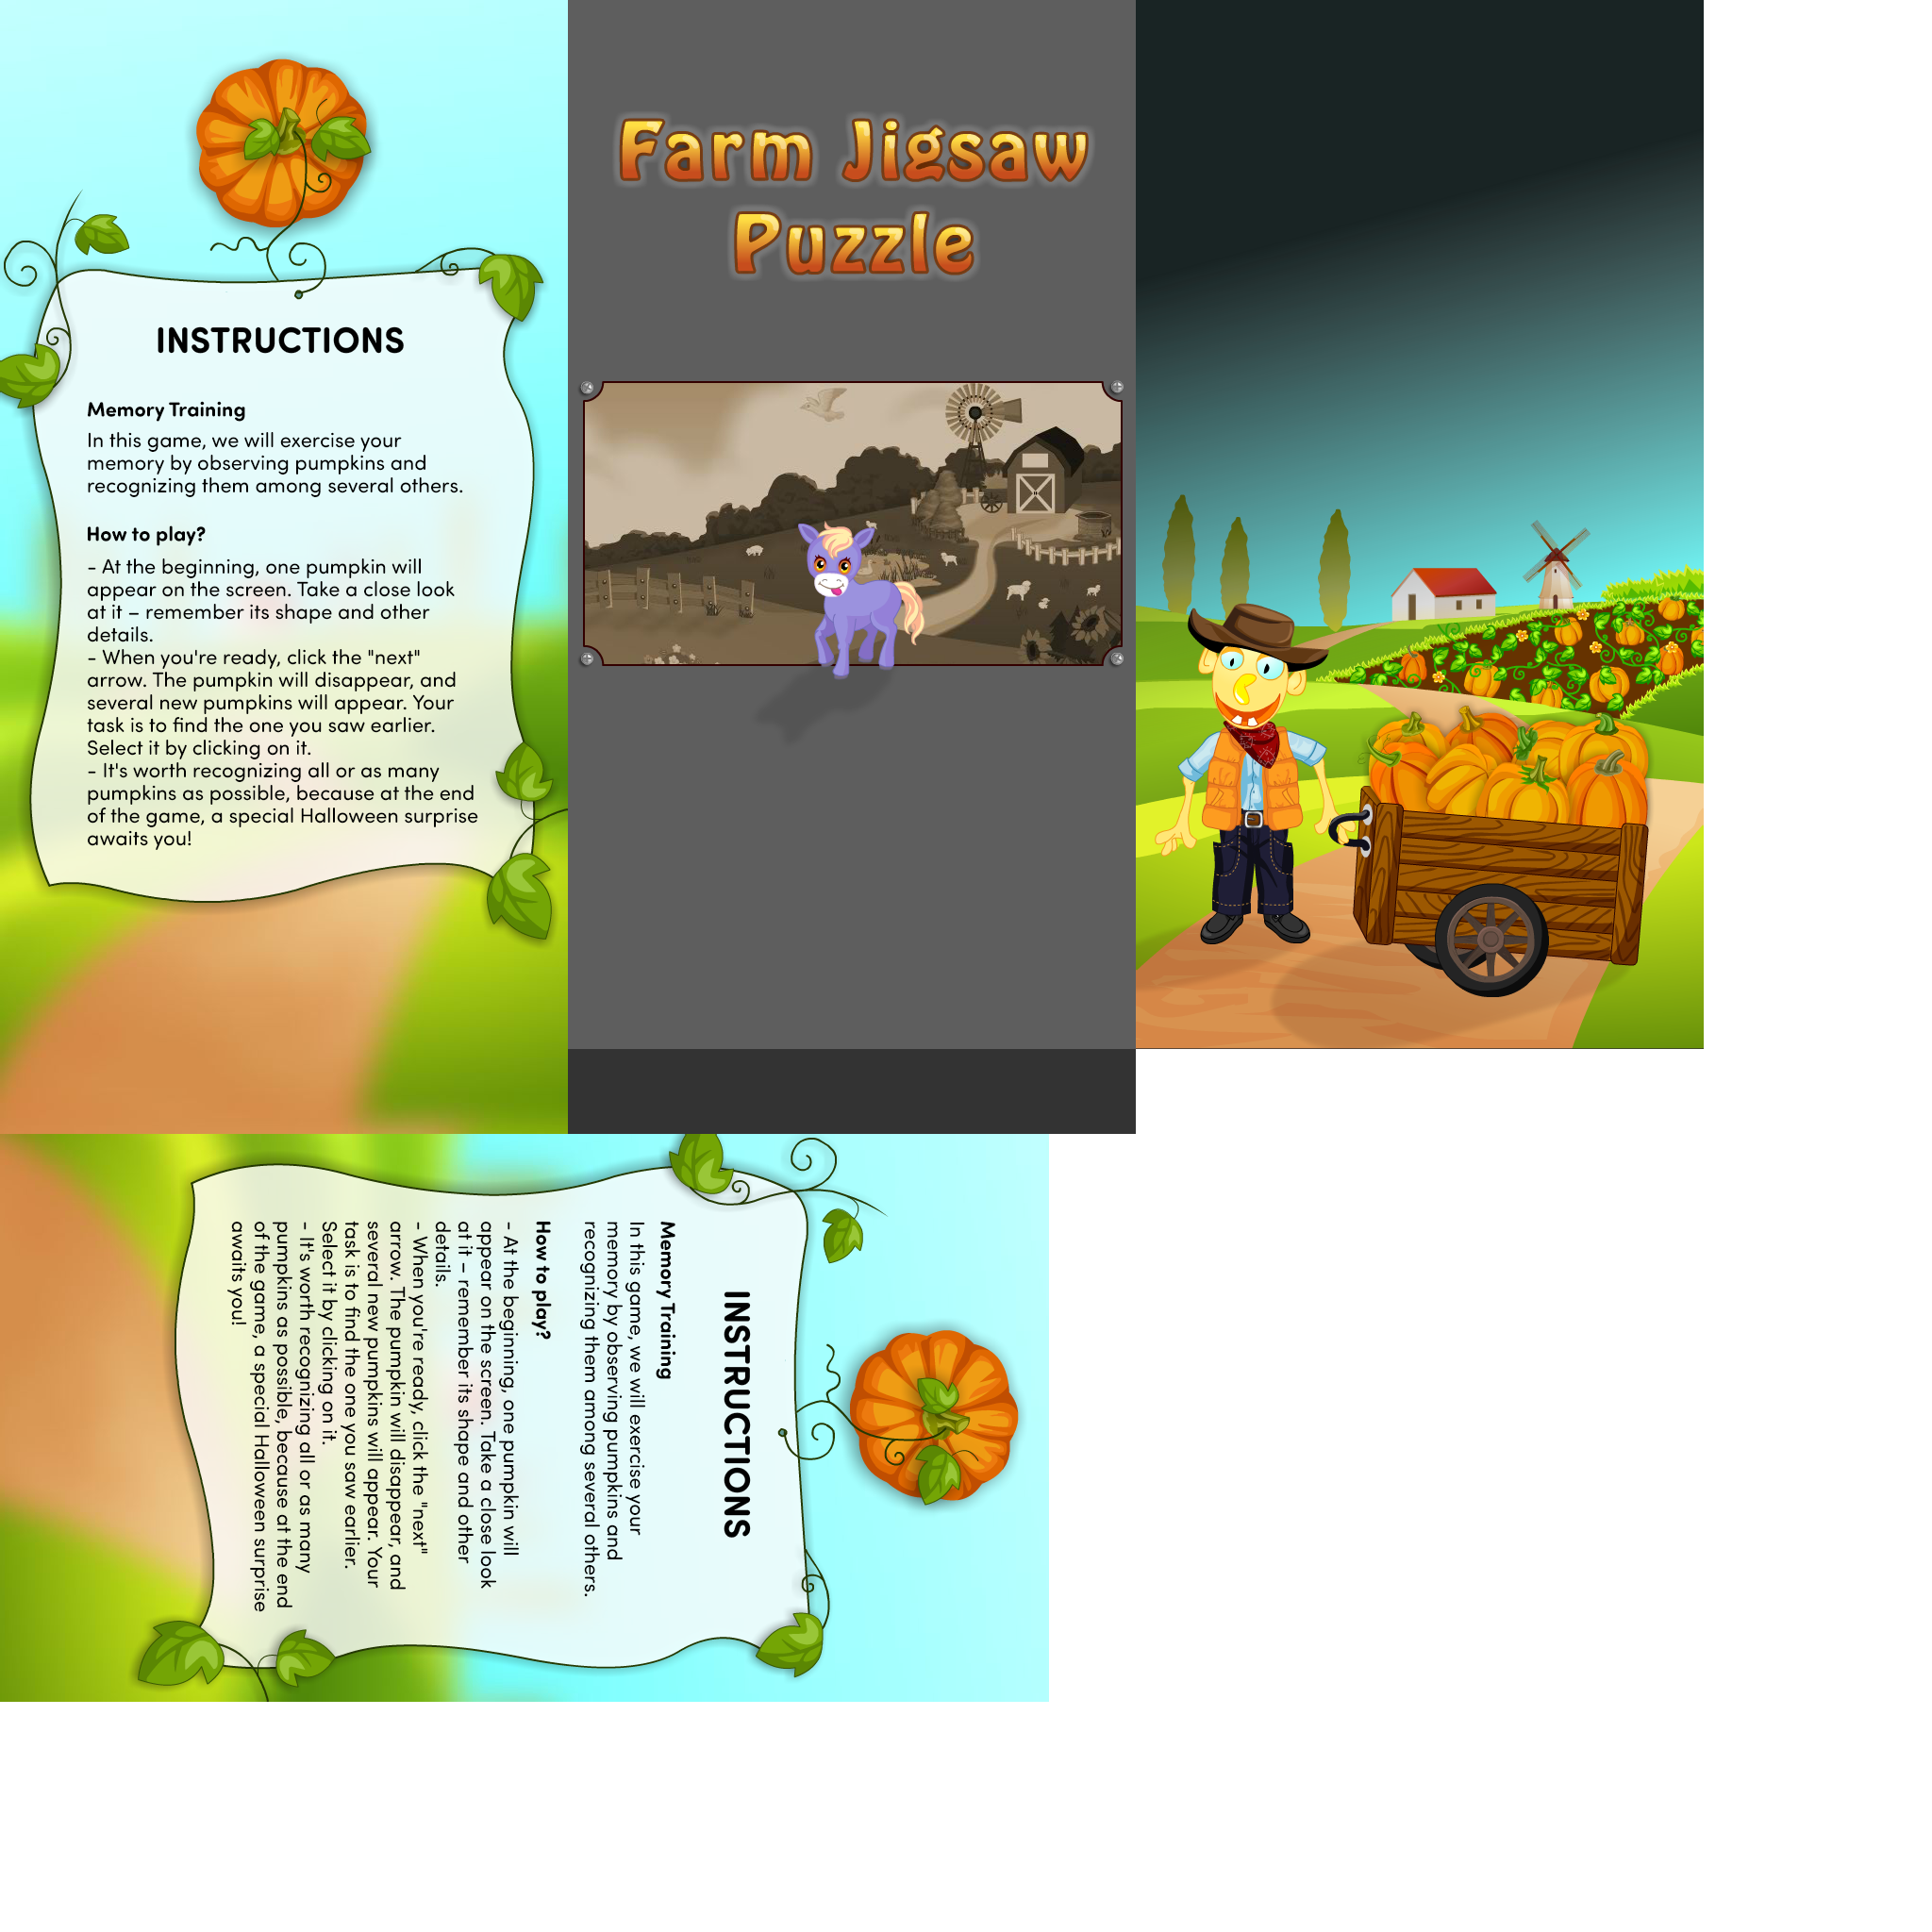 INSTRUCTIONS
Memory Training
In this game, we will exercise your
memory by observing pumpkins and
recognizing them among several others.
How to play?
- At the beginning, one pumpkin will
appear on the screen. Take a close look
at it – remember its shape and other
details.
- When you're ready, click the "next"
arrow. The pumpkin will disappear, and
several new pumpkins will appear. Your
task is to find the one you saw earlier.
Select it by clicking on it.
- It's worth recognizing all or as many
pumpkins as possible, because at the end
of the game, a special Halloween surprise
awaits you!
Farm Jigsaw
Puzzle
INSTRUCTIONS
Memory Training
In this game, we will exercise your
memory by observing pumpkins and
recognizing them among several others.
How to play?
- At the beginning, one pumpkin will
appear on the screen. Take a close look
at it – remember its shape and other
details.
- When you're ready, click the "next"
arrow. The pumpkin will disappear, and
several new pumpkins will appear. Your
task is to find the one you saw earlier.
Select it by clicking on it.
- It's worth recognizing all or as many
pumpkins as possible, because at the end
of the game, a special Halloween surprise
awaits you!